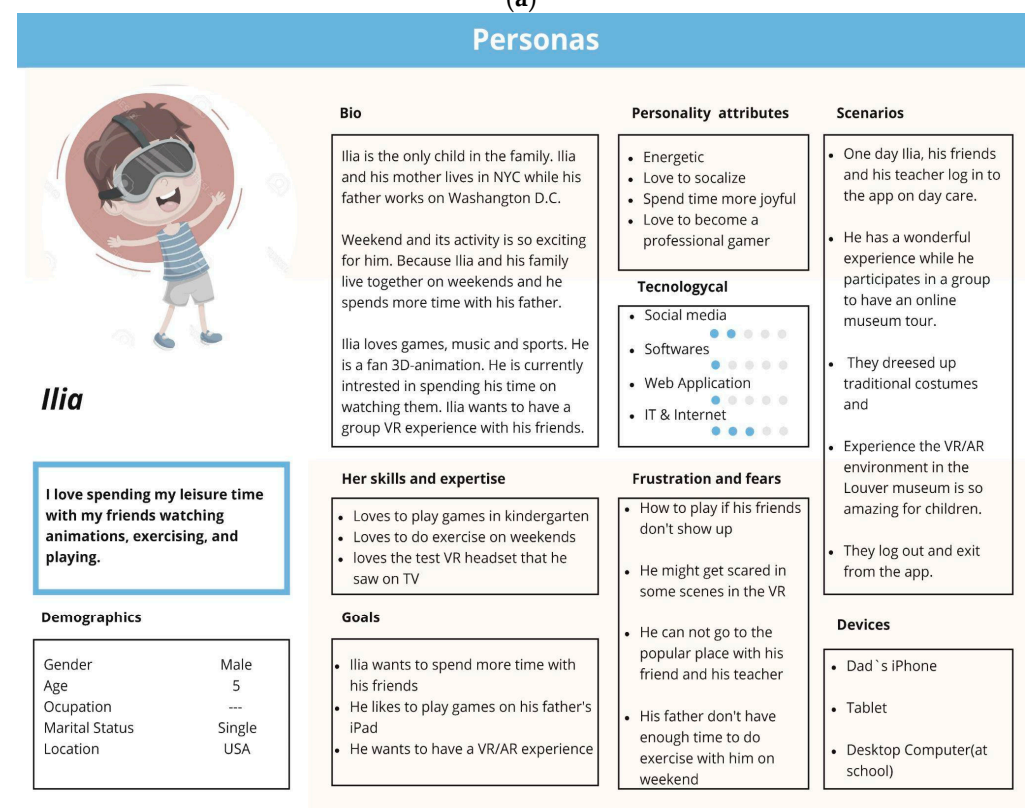 (a)
Personas
Ilia
I love spending my leisure time
with my friends watching
animations, exercising, and
playing.
Demographics
Gender Male
Age 5
Ocupation ---
Marital Status Single
Location USA
Bio
Ilia is the only child in the family. Ilia
and his mother lives in NYC while his
father works on Washangton D.C.
Weekend and its activity is so exciting
for him. Because Ilia and his family
live together on weekends and he
spends more time with his father.
Ilia loves games, music and sports. He
is a fan 3D-animation. He is currently
intrested in spending his time on
watching them. Ilia wants to have a
group VR experience with his friends.
Her skills and expertise
• Loves to play games in kindergarten
• Loves to do exercise on weekends
• loves the test VR headset that he
saw on TV
Goals
• Ilia wants to spend more time with
his friends
• He likes to play games on his father's
iPad
• He wants to have a VR/AR experience
Personality attributes
• Energetic
• Love to socalize
• Spend time more joyful
• Love to become a
professional gamer
Tecnologycal
• Social media
• Softwares
• Web Application
• IT & Internet
Frustration and fears
• How to play if his friends
don't show up
• He might get scared in
some scenes in the VR
• He can not go to the
popular place with his
friend and his teacher
• His father don't have
enough time to do
exercise with him on
weekend
Scenarios
• One day Ilia, his friends
and his teacher log in to
the app on day care.
• He has a wonderful
experience while he
participates in a group
to have an online
museum tour.
• They dreesed up
traditional costumes
and
• Experience the VR/AR
environment in the
Louver museum is so
amazing for children.
• They log out and exit
from the app.
Devices
• Dad`s iPhone
• Tablet
• Desktop Computer(at
school)